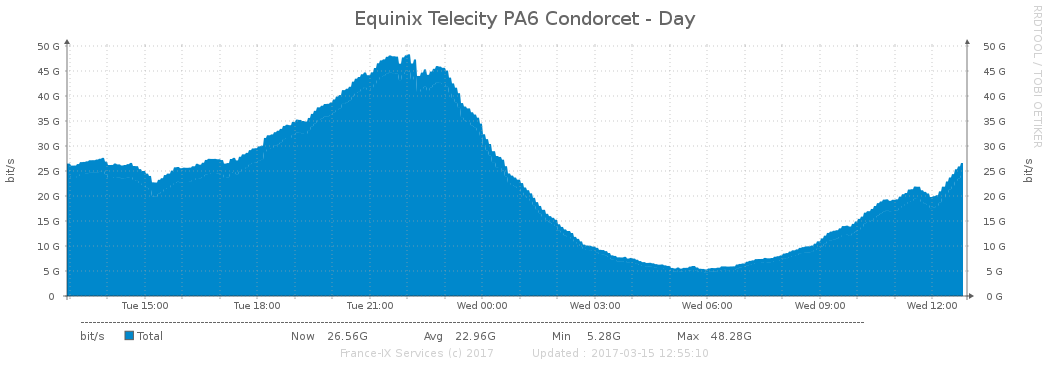 Equinix Telecity PA6 Condorcet - Day
RRDTOOL / TOBI OETIKER
bit/s
50 G 50 G
45 G 45 G
40 G 40 G
35 G 35 G
30 G 30 G
25 G 25 G
20 G 20 G
15 G 15 G
10 G 10 G
5 G 5 G
0 0 G
bit/s
Tue 15:00 Tue 18:00 Tue 21:00 Wed 00:00 Wed 03:00 Wed 06:00 Wed 09:00 Wed 12:00
bit/s Total Now 26.56G Avg 22.96G Min 5.28G Max 48.28G
France-IX Services (c) 2017 Updated : 2017-03-15 12:55:10